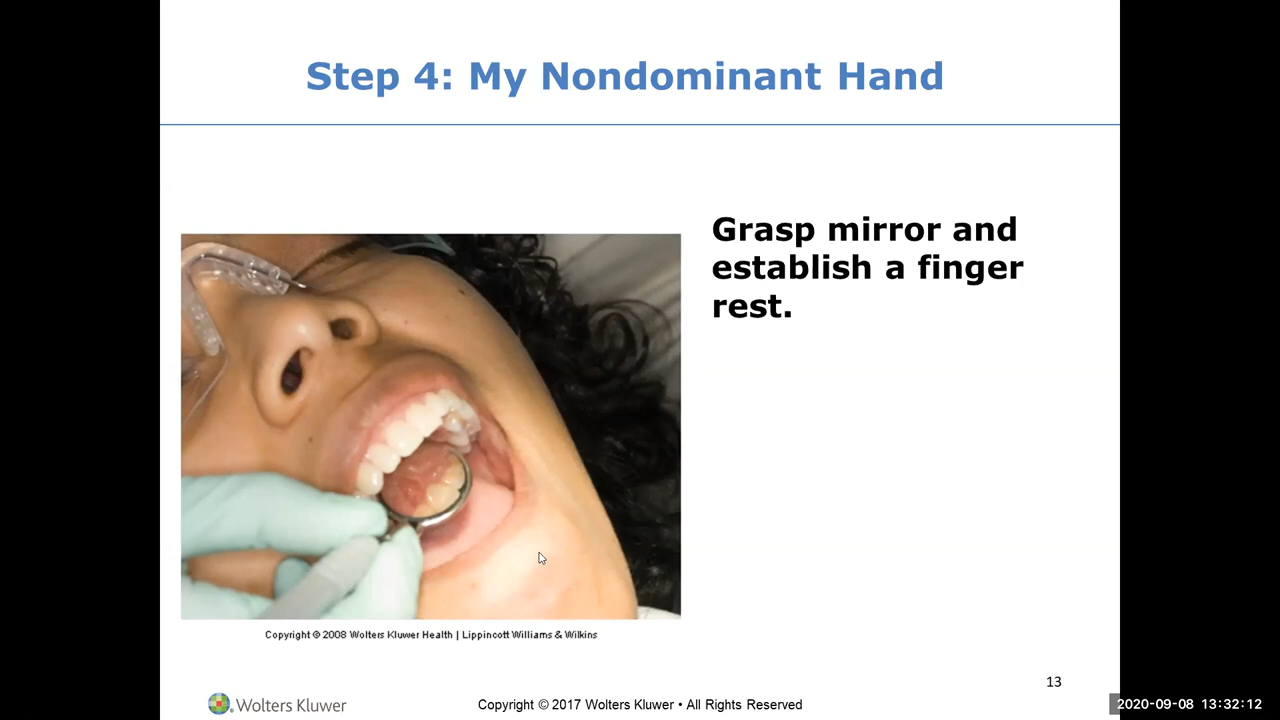 Step 4: My Nondominant Hand
Grasp mirror and
establish a finger
rest.
Copyright © 2008 Wolters Kluwer Health | Lippincott Williams & Wilkins
13
Wolters Kluwer
Copyright © 2017 Wolters Kluwer • All Rights Reserved
2020-09-08 13:32:12